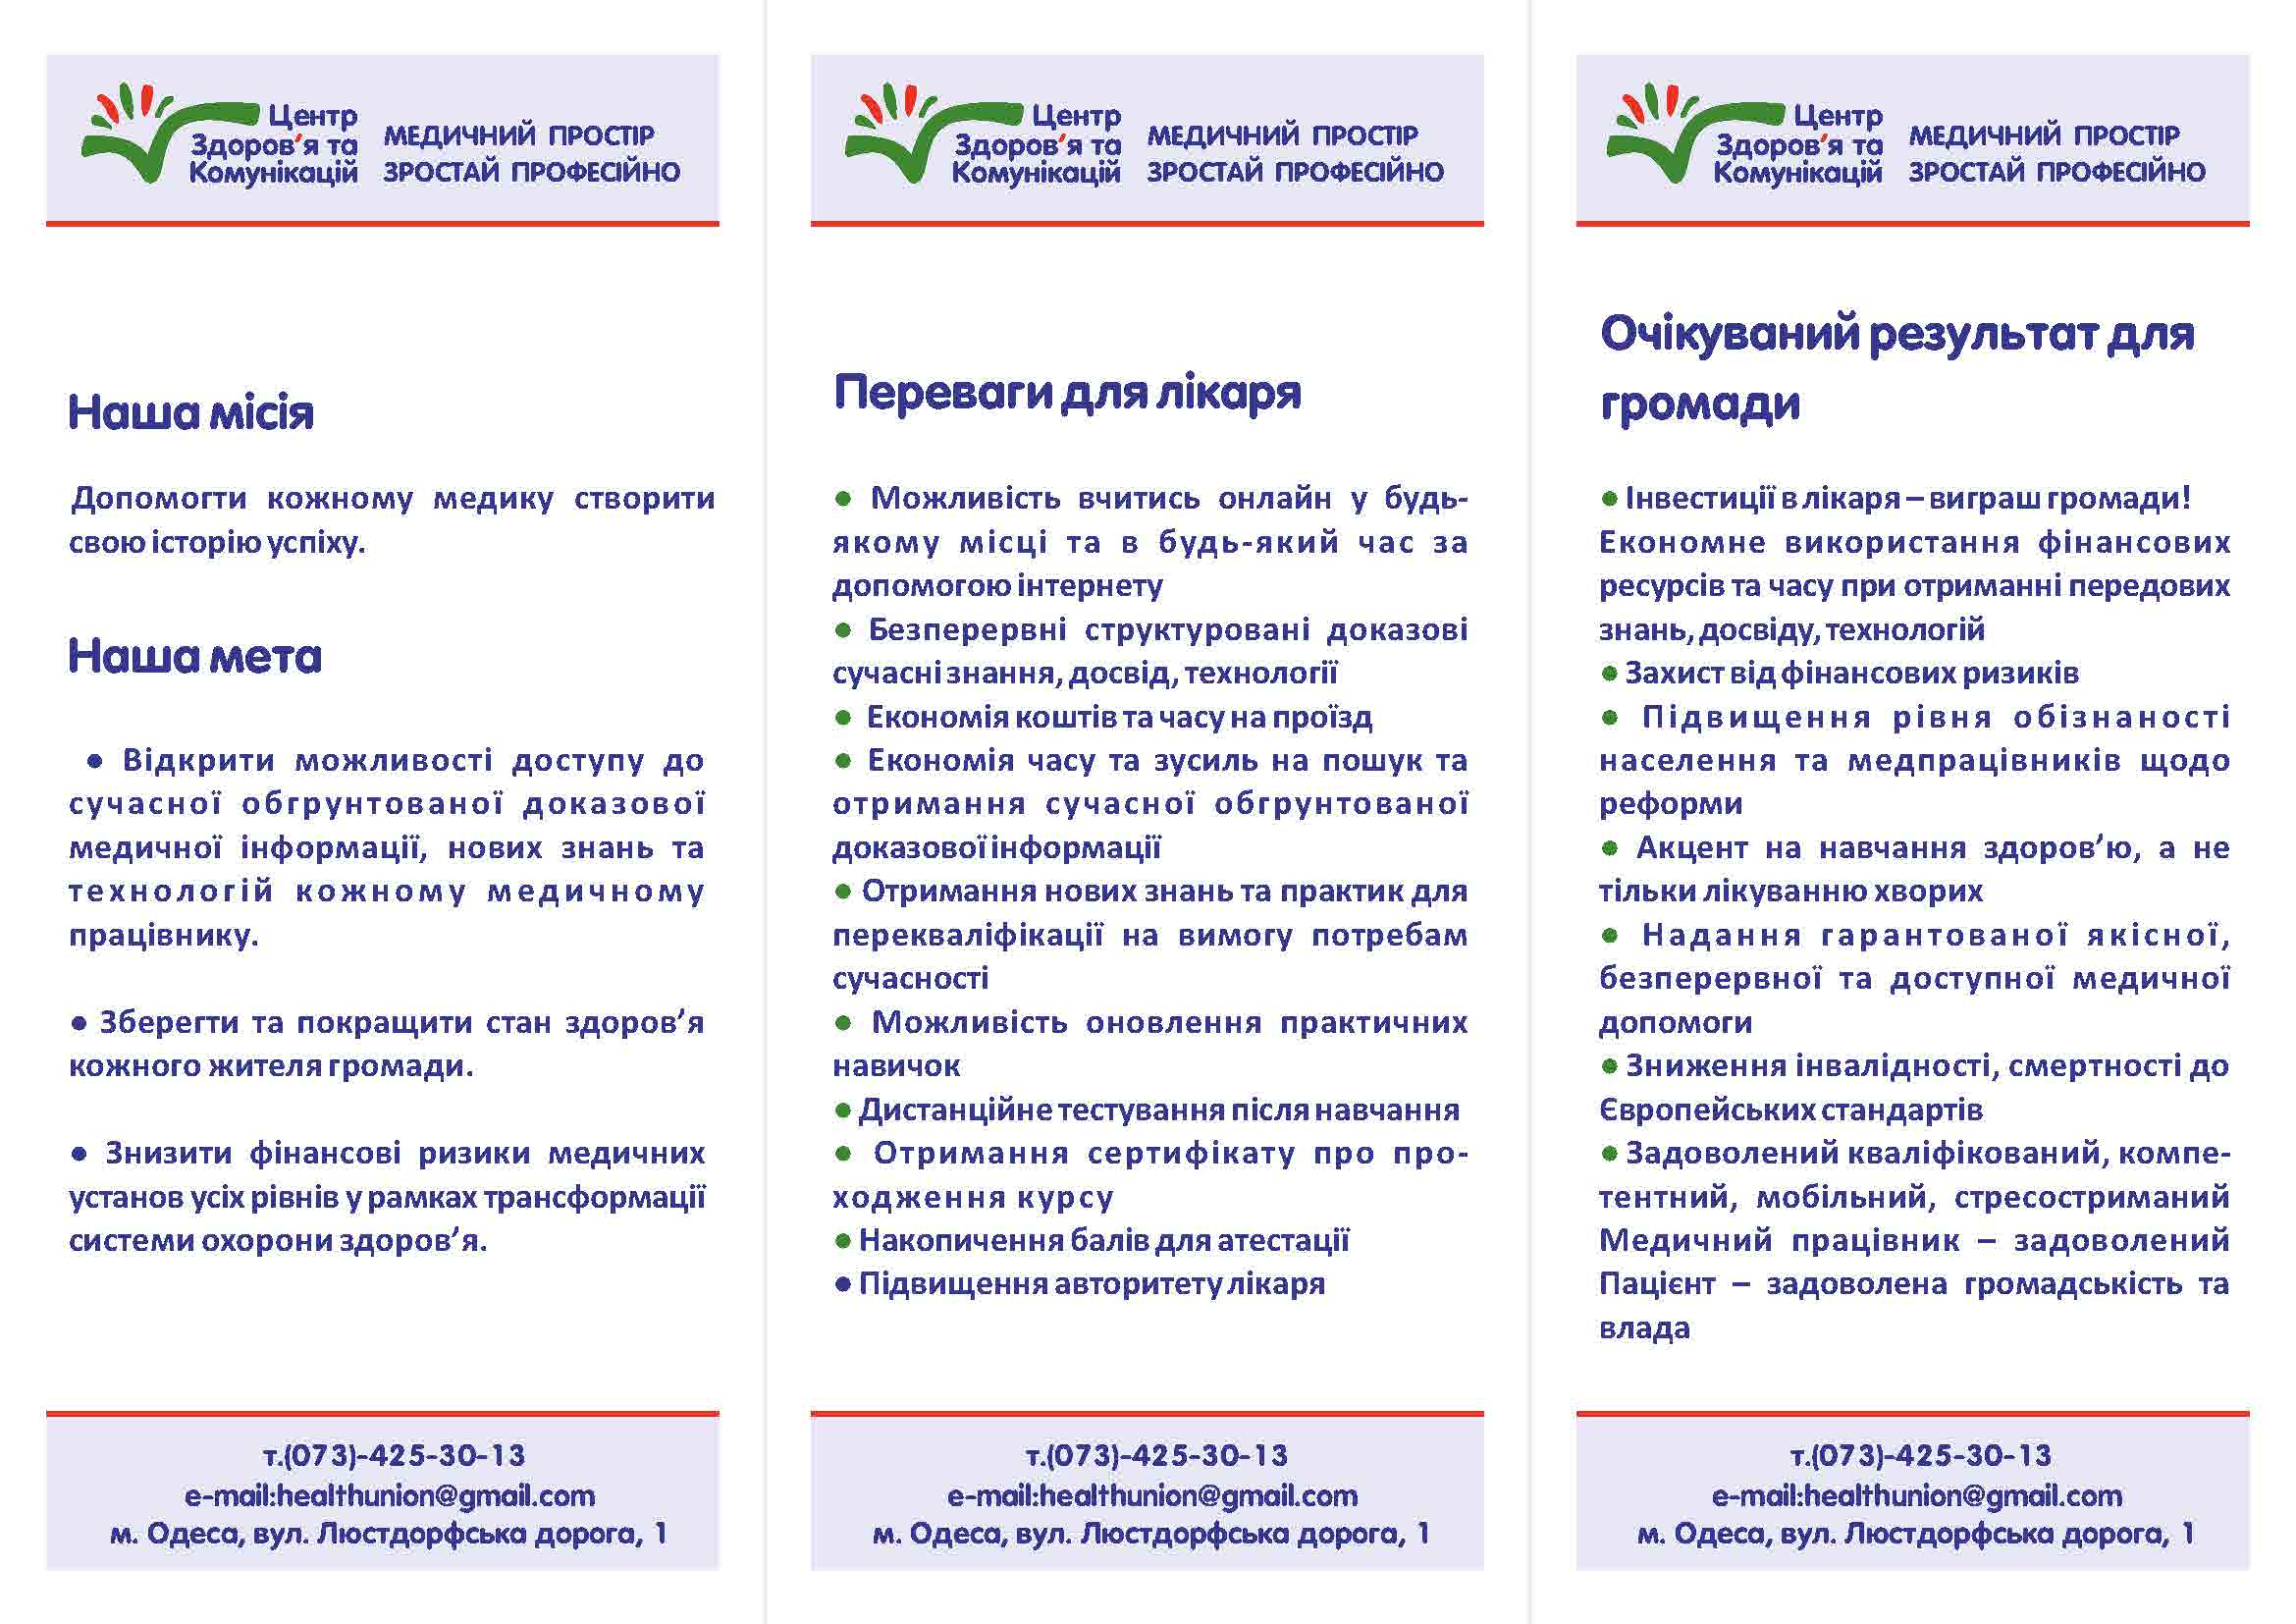 Центр
Здоров'я та
Комунікацій
МЕДИЧНИЙ ПРОСТІР
ЗРОСТАЙ ПРОФЕСІЙНО
Наша місія
Допомогти кожному медику створити
свою історію успіху.
Наша мета
● Відкрити можливості доступу до
сучасної обгрунтованої доказової
медичної інформації, нових знань та
технологій кожному медичному
працівнику.
● Зберегти та покращити стан здоров’я
кожного жителя громади.
● Знизити фінансові ризики медичних
установ усіх рівнів у рамках трансформації
системи охорони здоров’я.
т.(073)-425-30-13
e-mail:healthunion@gmail.com
м. Одеса, вул. Люстдорфська дорога, 1
Центр
Здоров'я та
Комунікацій
МЕДИЧНИЙ ПРОСТІР
ЗРОСТАЙ ПРОФЕСІЙНО
Переваги для лікаря
● Можливість вчитись онлайн у будь-
якому місці та в будь-який час за
допомогою інтернету
● Безперервні структуровані доказові
сучасні знання, досвід, технології
● Економія коштів та часу на проїзд
● Економія часу та зусиль на пошук та
отримання сучасної обгрунтованої
доказової інформації
● Отримання нових знань та практик для
перекваліфікації на вимогу потребам
сучасності
● Можливість оновлення практичних
навичок
● Дистанційне тестування після навчання
● Отримання сертифікату про про-
ходження курсу
● Накопичення балів для атестації
● Підвищення авторитету лікаря
т.(073)-425-30-13
e-mail:healthunion@gmail.com
м. Одеса, вул. Люстдорфська дорога, 1
Центр
Здоров'я та
Комунікацій
МЕДИЧНИЙ ПРОСТІР
ЗРОСТАЙ ПРОФЕСІЙНО
Очікуваний результат для
громади
● Інвестиції в лікаря – виграш громади!
Економне використання фінансових
ресурсів та часу при отриманні передових
знань, досвіду, технологій
● Захист від фінансових ризиків
● Підвищення рівня обізнаності
населення та медпрацівників щодо
реформи
● Акцент на навчання здоров’ю, а не
тільки лікуванню хворих
● Надання гарантованої якісної,
безперервної та доступної медичної
допомоги
● Зниження інвалідності, смертності до
Європейських стандартів
● Задоволений кваліфікований, компе-
тентний, мобільний, стресостриманий
Медичний працівник – задоволений
Пацієнт – задоволена громадськість та
влада
т.(073)-425-30-13
e-mail:healthunion@gmail.com
м. Одеса, вул. Люстдорфська дорога, 1